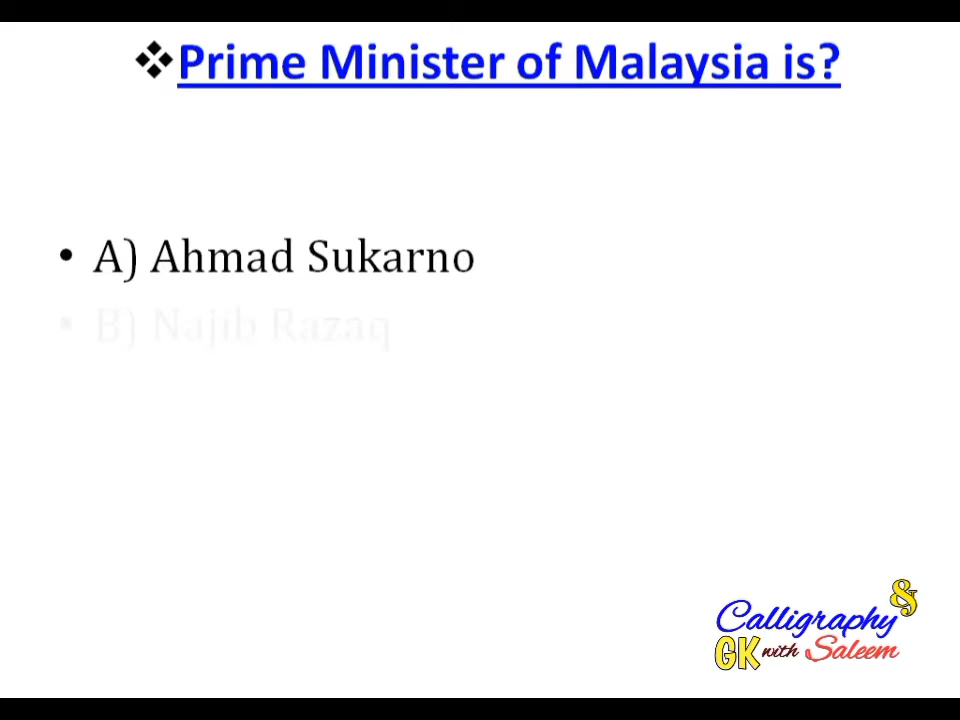 ❖Prime Minister of Malaysia is?
• A) Ahmad Sukarno
• B) Najib Razaq
Calligraphy &
GK with Saleem